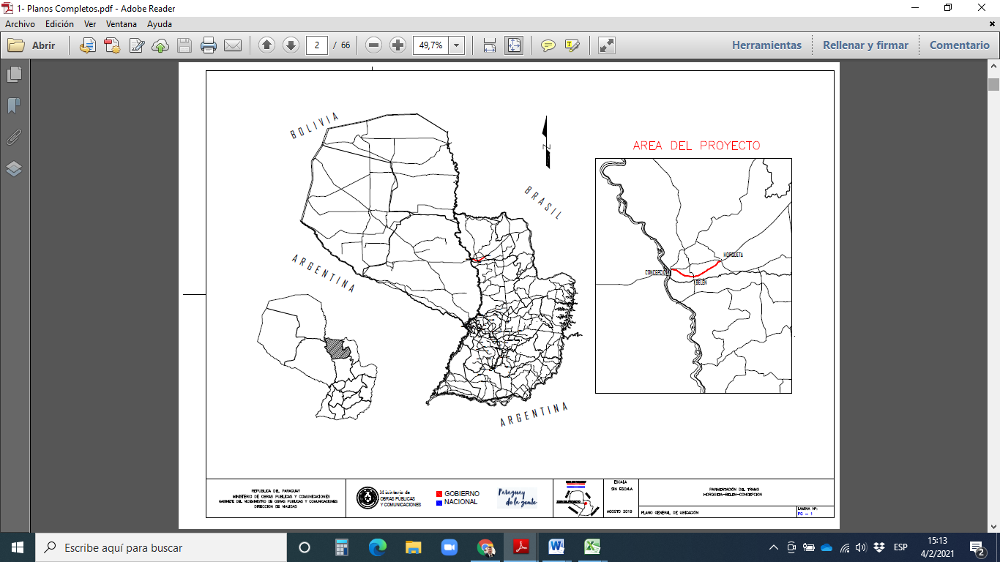 1- Planos Completos.pdf - Adobe Reader
Archivo Edición Ver Ventana Ayuda
Abrir
2 / 66
49,7%
Herramientas Rellenar y firmar Comentario
BOLIVIA
N
AREA DEL PROYECTO
BRASIL
ARGENTINA
HORQUETA
CONCEPCION
BELEN
ARGENTINA
REPUBLICA DEL PARAGUAY
MINISTERIO DE OBRAS PUBLICAS Y COMUNICACIONES
GABINETE DEL VICEMINISTRO DE OBRAS PUBLICAS Y COMUNICACIONES
DIRECCION DE VIALIDAD
Ministerio de
OBRAS PUBLICAS
Y COMUNICACIONES
GOBIERNO
NACIONAL
Paraguay
de la gente
ESCALA
SIN ESCALA
AGOSTO 2019
PAVIMENTACIÓN DEL TRAMO
HORQUETA-BELEN-CONCEPCION
PLANO GENERAL DE UBICACIÓN
LAMINA Nº:
PG - 1
Escribe aquí para buscar
ESP
15:13
4/2/2021
2